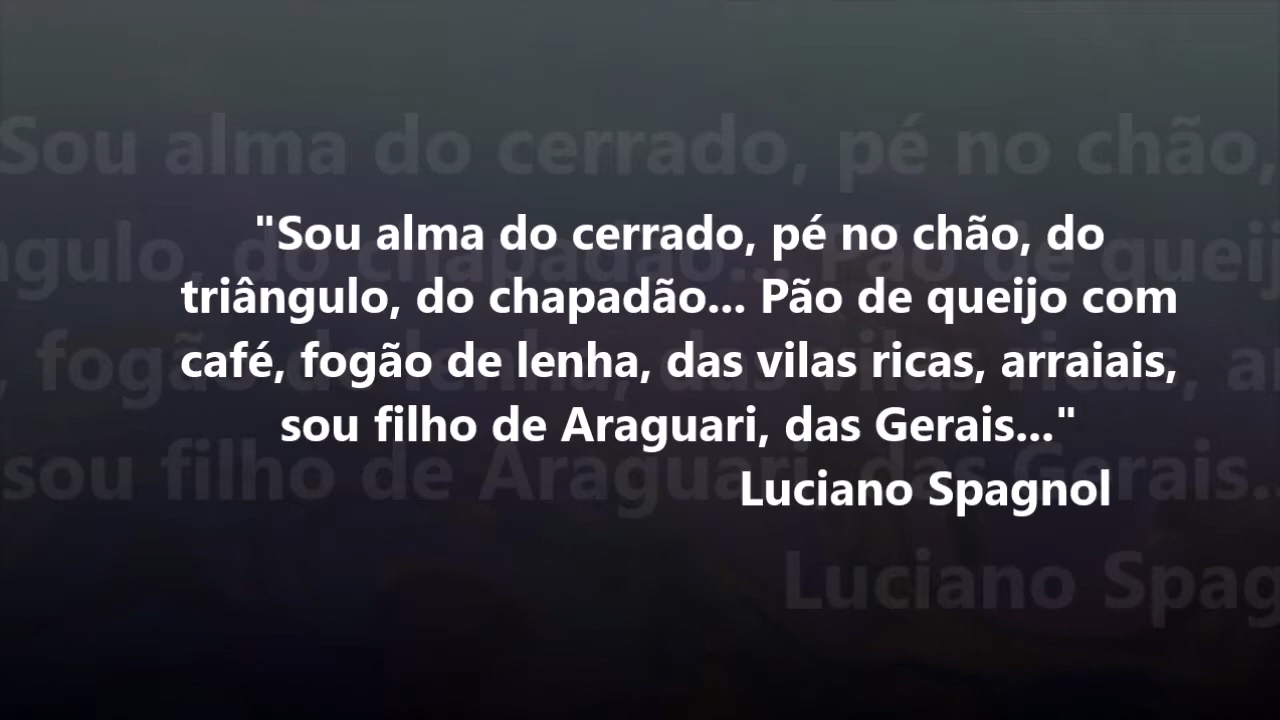 "Sou alma do cerrado, pé no chão, do
triângulo, do chapadão... Pão de queijo com
café, fogão de lenha, das vilas ricas, arraiais,
sou filho de Araguari, das Gerais..."
Luciano Spagnol